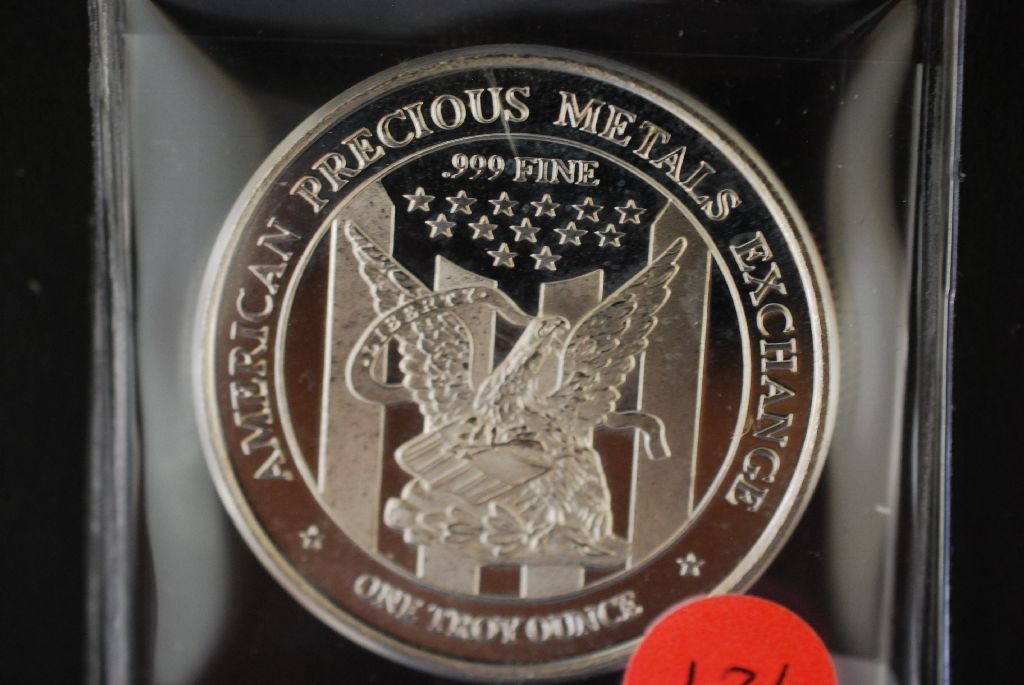 AMERICAN PRECIOUS METALS EXCHANGE
.999 FINE
LIBERTY
ONE TROY OUNCE